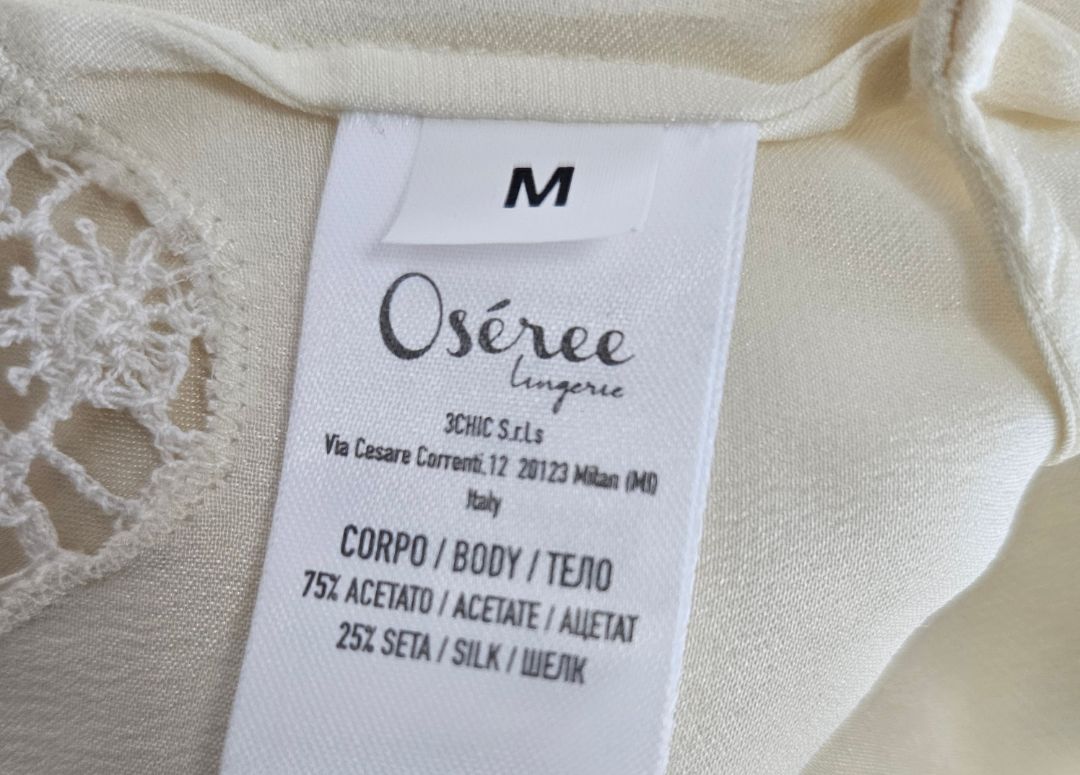 M
Oséree
lingerie
3CHIC S.r.l.s
Via Cesare Correnti,12 20123 Milan (MI)
Italy
CORPO / BODY / ТЕЛО
75% ACETATO / ACETATE / АЦЕТАТ
25% SETA / SILK / ШЕЛК